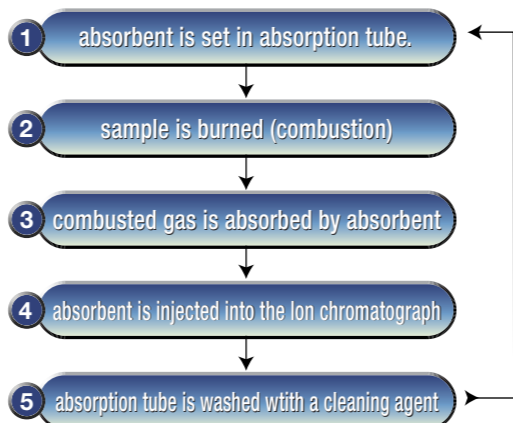 1 absorbent is set in absorption tube.
2 sample is burned (combustion)
3 combusted gas is absorbed by absorbent
4 absorbent is injected into the Ion chromatograph
5 absorption tube is washed wtith a cleaning agent